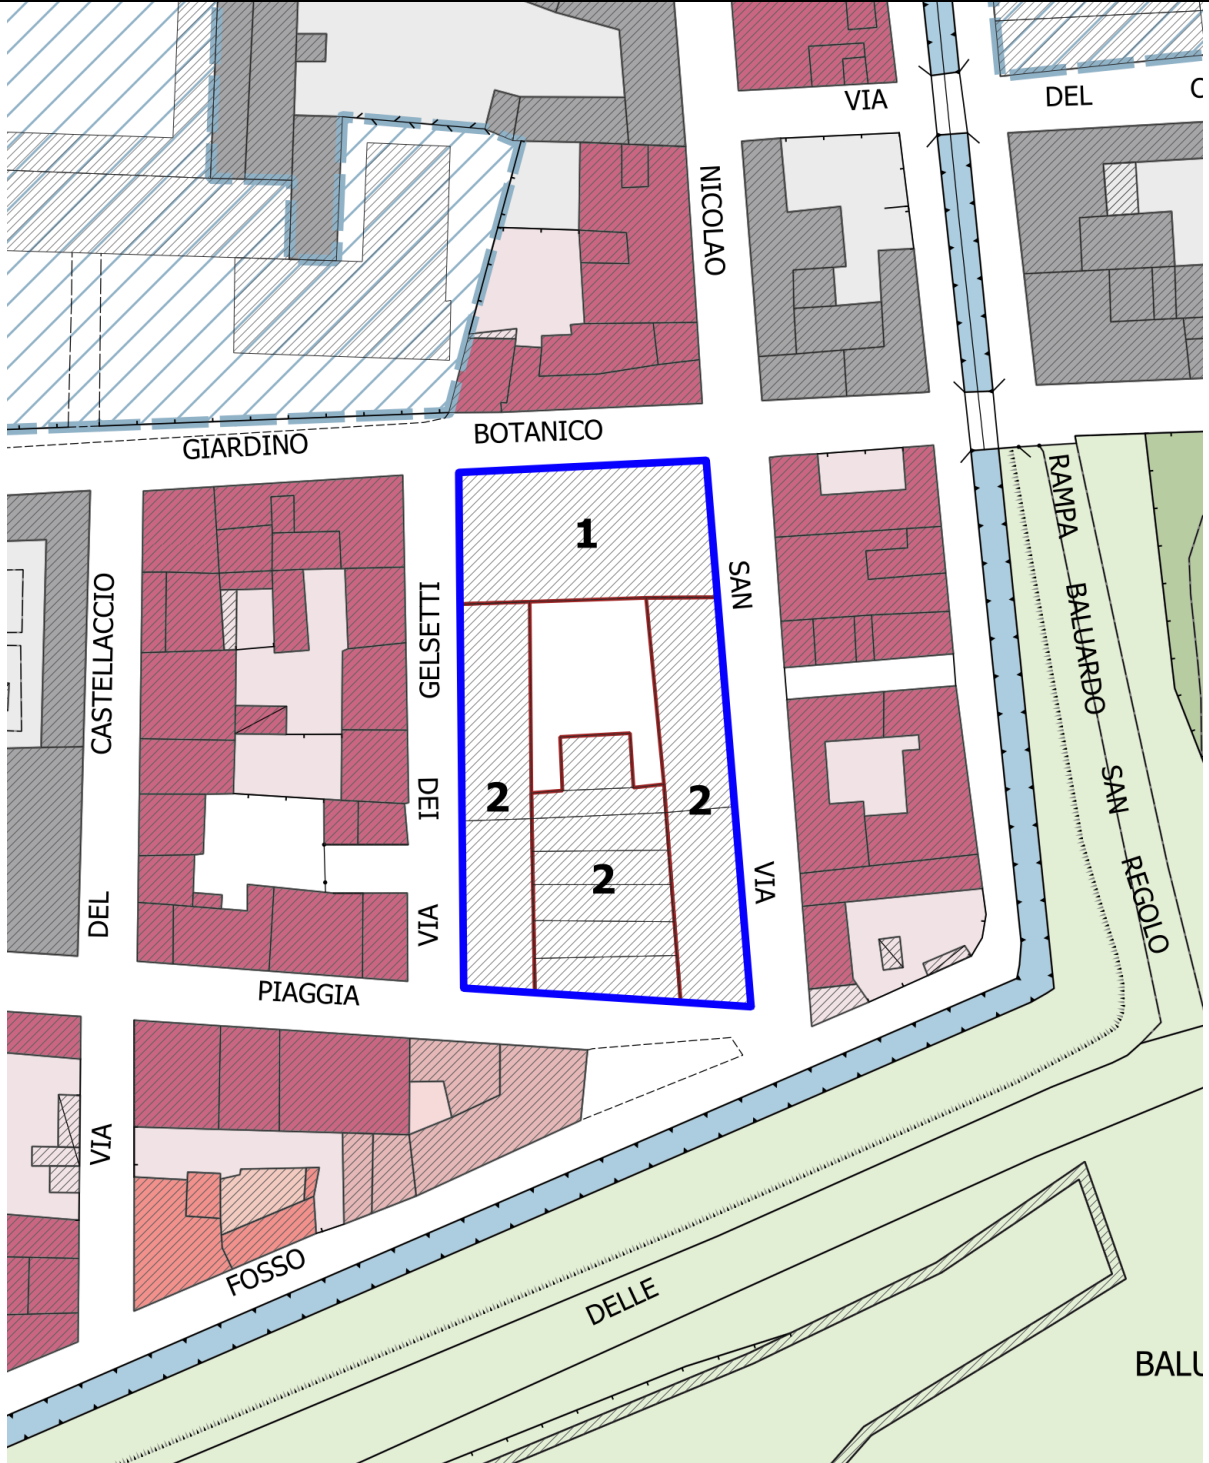 VIA
DEL
NICOLAO
GIARDINO
BOTANICO
RAMPA
1
SAN
CASTELLACCIO
GELSETTI
BALUARDO
2
DEI
2
SAN
2
VIA
REGOLO
DEL
VIA
PIAGGIA
VIA
FOSSO
DELLE
BALU